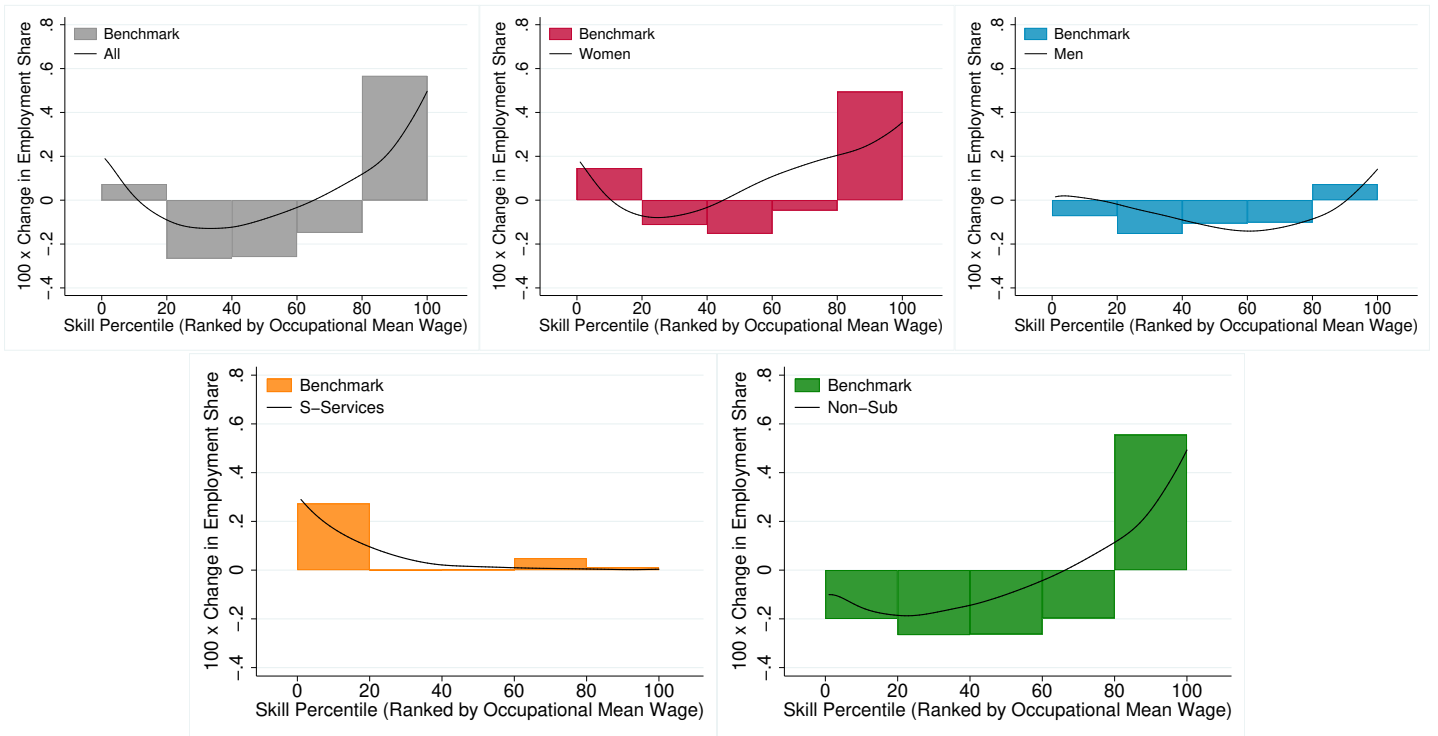 100 x Change in Employment Share
.8
.6
.4
.2
0
−.2
−.4
Benchmark
All
0 20 40 60 80 100
Skill Percentile (Ranked by Occupational Mean Wage)
100 x Change in Employment Share
.8
.6
.4
.2
0
−.2
−.4
Benchmark
Women
0 20 40 60 80 100
Skill Percentile (Ranked by Occupational Mean Wage)
100 x Change in Employment Share
.8
.6
.4
.2
0
−.2
−.4
Benchmark
Men
0 20 40 60 80 100
Skill Percentile (Ranked by Occupational Mean Wage)
100 x Change in Employment Share
.8
.6
.4
.2
0
−.2
−.4
Benchmark
S−Services
0 20 40 60 80 100
Skill Percentile (Ranked by Occupational Mean Wage)
100 x Change in Employment Share
.8
.6
.4
.2
0
−.2
−.4
Benchmark
Non−Sub
0 20 40 60 80 100
Skill Percentile (Ranked by Occupational Mean Wage)